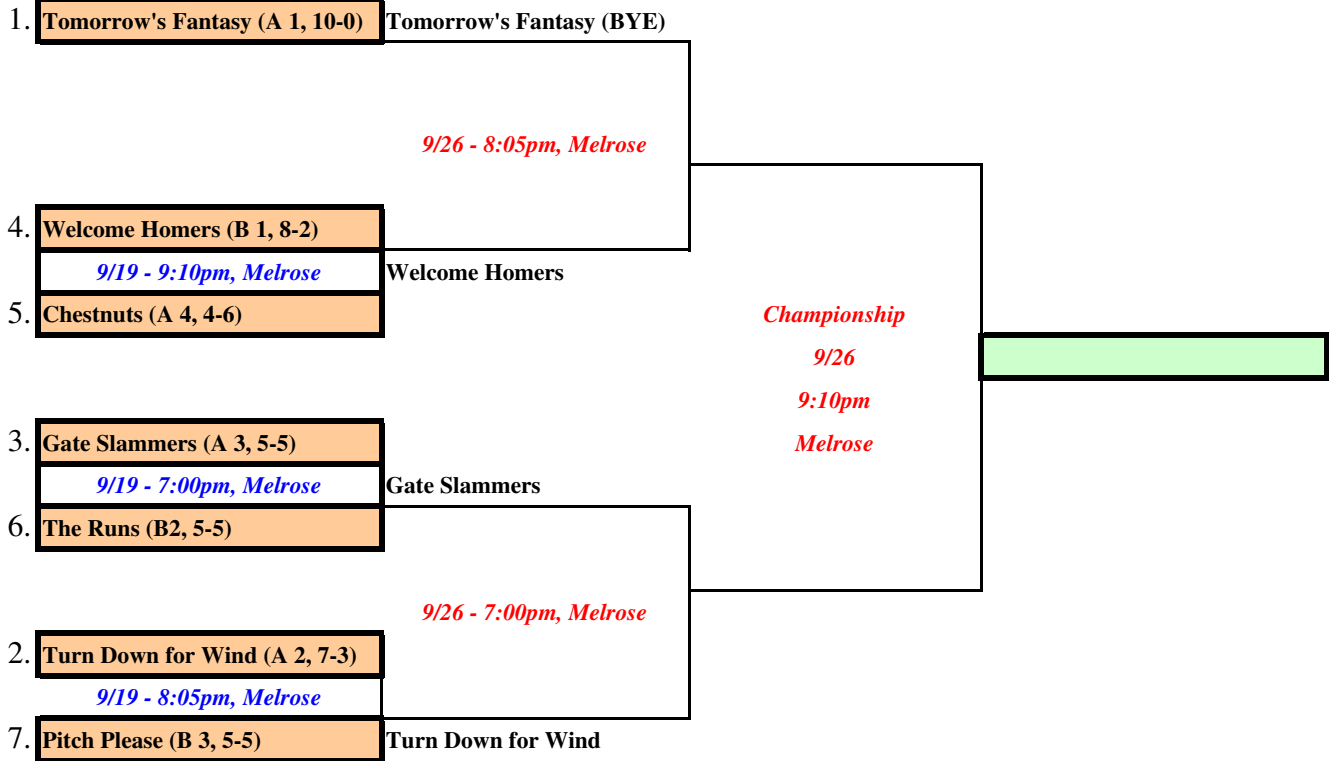 1. Tomorrow's Fantasy (A 1, 10-0) Tomorrow's Fantasy (BYE)
9/26 - 8:05pm, Melrose
4. Welcome Homers (B 1, 8-2)
9/19 - 9:10pm, Melrose Welcome Homers
5. Chestnuts (A 4, 4-6)
Championship
9/26
9:10pm
Melrose
3. Gate Slammers (A 3, 5-5)
9/19 - 7:00pm, Melrose Gate Slammers
6. The Runs (B2, 5-5)
9/26 - 7:00pm, Melrose
2. Turn Down for Wind (A 2, 7-3)
9/19 - 8:05pm, Melrose
7. Pitch Please (B 3, 5-5) Turn Down for Wind